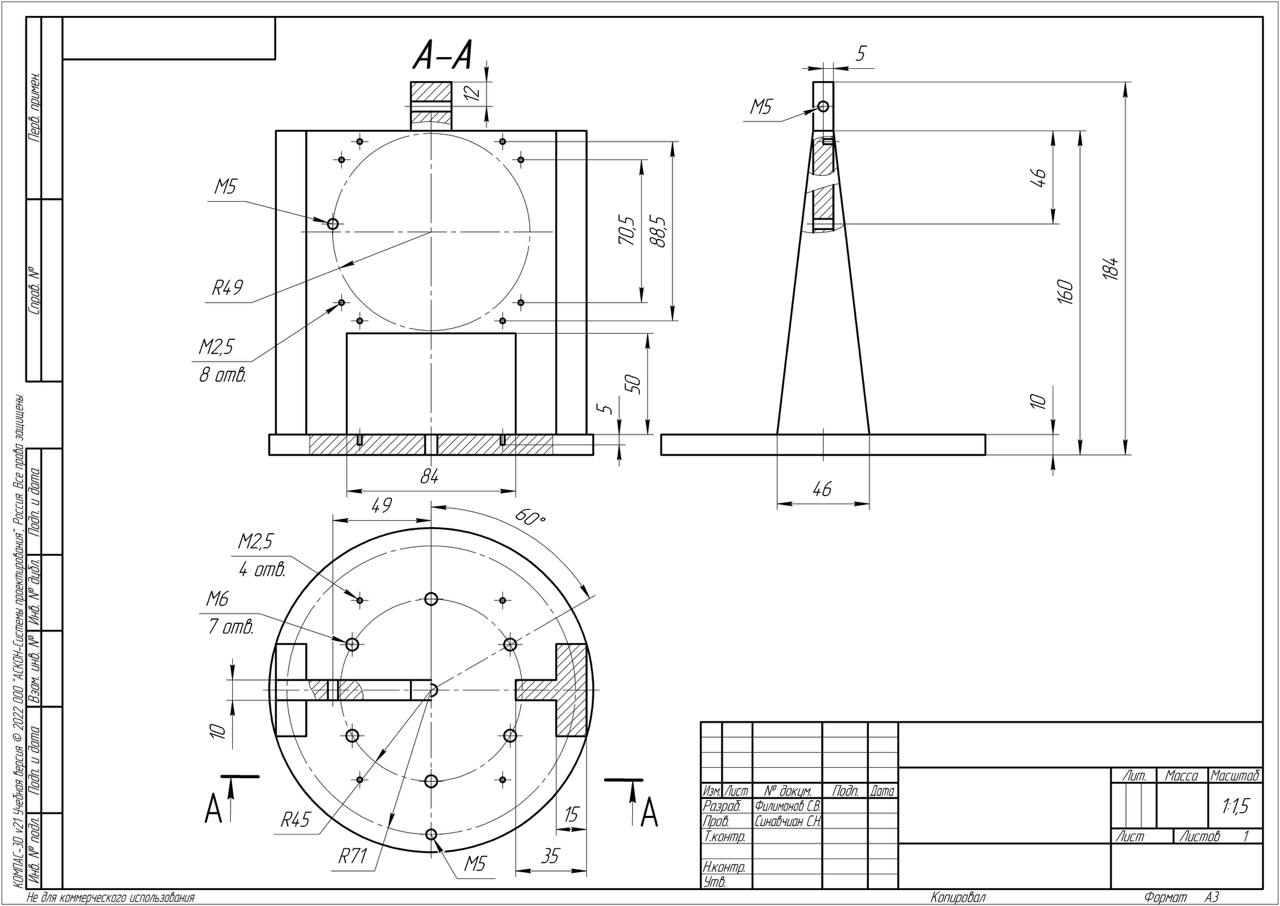 А-А
12
М5
R49
М2,5
8 отв.
70,5
88,5
50
5
84
5
М5
46
160
184
10
46
49
60°
М2,5
4 отв.
М6
7 отв.
10
А
А
R45
R71
М5
15
35
Перв. примен.
Справ. №
Подп. и дата
Инв. № дубл.
Взам. инв. №
Подп. и дата
Инв. № подл.
КОМПАС-3D v21 Учебная версия © 2022 ООО "АСКОН-Системы проектирования", Россия. Все права защищены.
Изм. Лист № докум. Подп. Дата
Разраб. Филимонов С.В.
Пров. Синавчиан С.Н.
Т.контр.
Н.контр.
Утв.
Лит. Масса Масштаб
1:1,5
Лист Листов 1
Не для коммерческого использования
Копировал
Формат А3